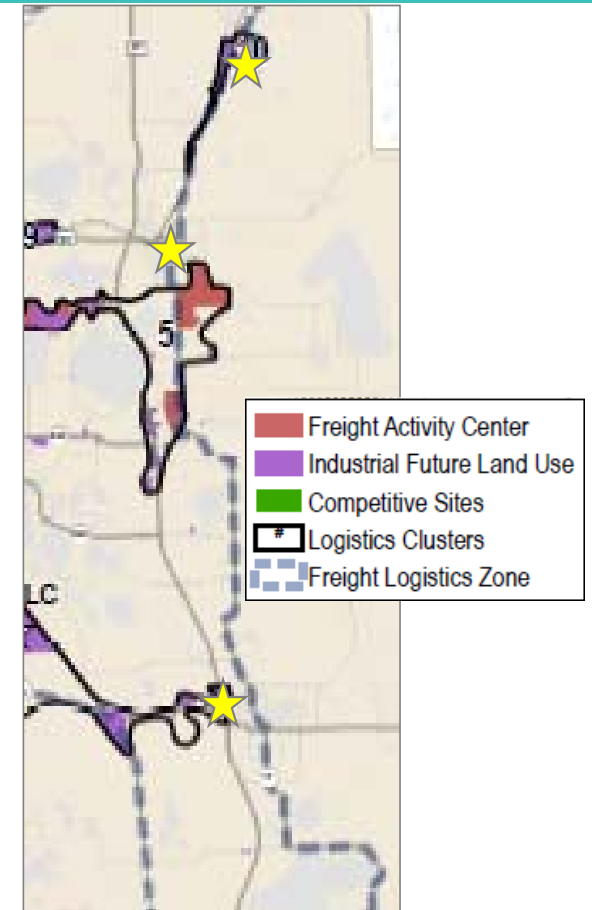 9
5
Freight Activity Center
Industrial Future Land Use
Competitive Sites
# Logistics Clusters
Freight Logistics Zone
LC